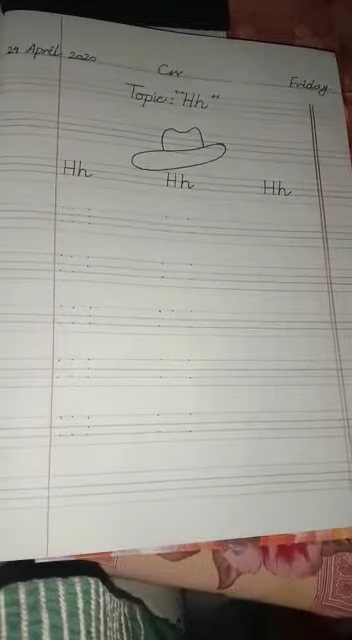 24 April 2020
C.W
Friday
Topic: "Hh"
Hh Hh Hh